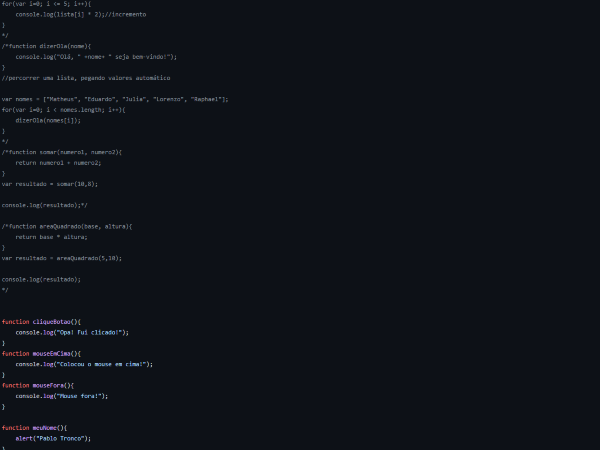 for(var i=0; i <= 5; i++){
console.log(lista[i] * 2);//incremento
}
*/
/*function dizerOla(nome){
console.log("Olá, " +nome+ " seja bem-vindo!");
}
//percorrer uma lista, pegando valores automático
var nomes = ["Matheus", "Eduardo", "Julia", "Lorenzo", "Raphael"];
for(var i=0; i < nomes.length; i++){
dizerOla(nomes[i]);
}
*/
/*function somar(numero1, numero2){
return numero1 + numero2;
}
var resultado = somar(10,8);
console.log(resultado);*/
/*function areaQuadrado(base, altura){
return base * altura;
}
var resultado = areaQuadrado(5,10);
console.log(resultado);
*/
function cliqueBotao(){
console.log("Opa! Fui clicado!");
}
function mouseEmCima(){
console.log("Colocou o mouse em cima!");
}
function mouseFora(){
console.log("Mouse fora!");
}
function meuNome(){
alert("Pablo Tronco");
}